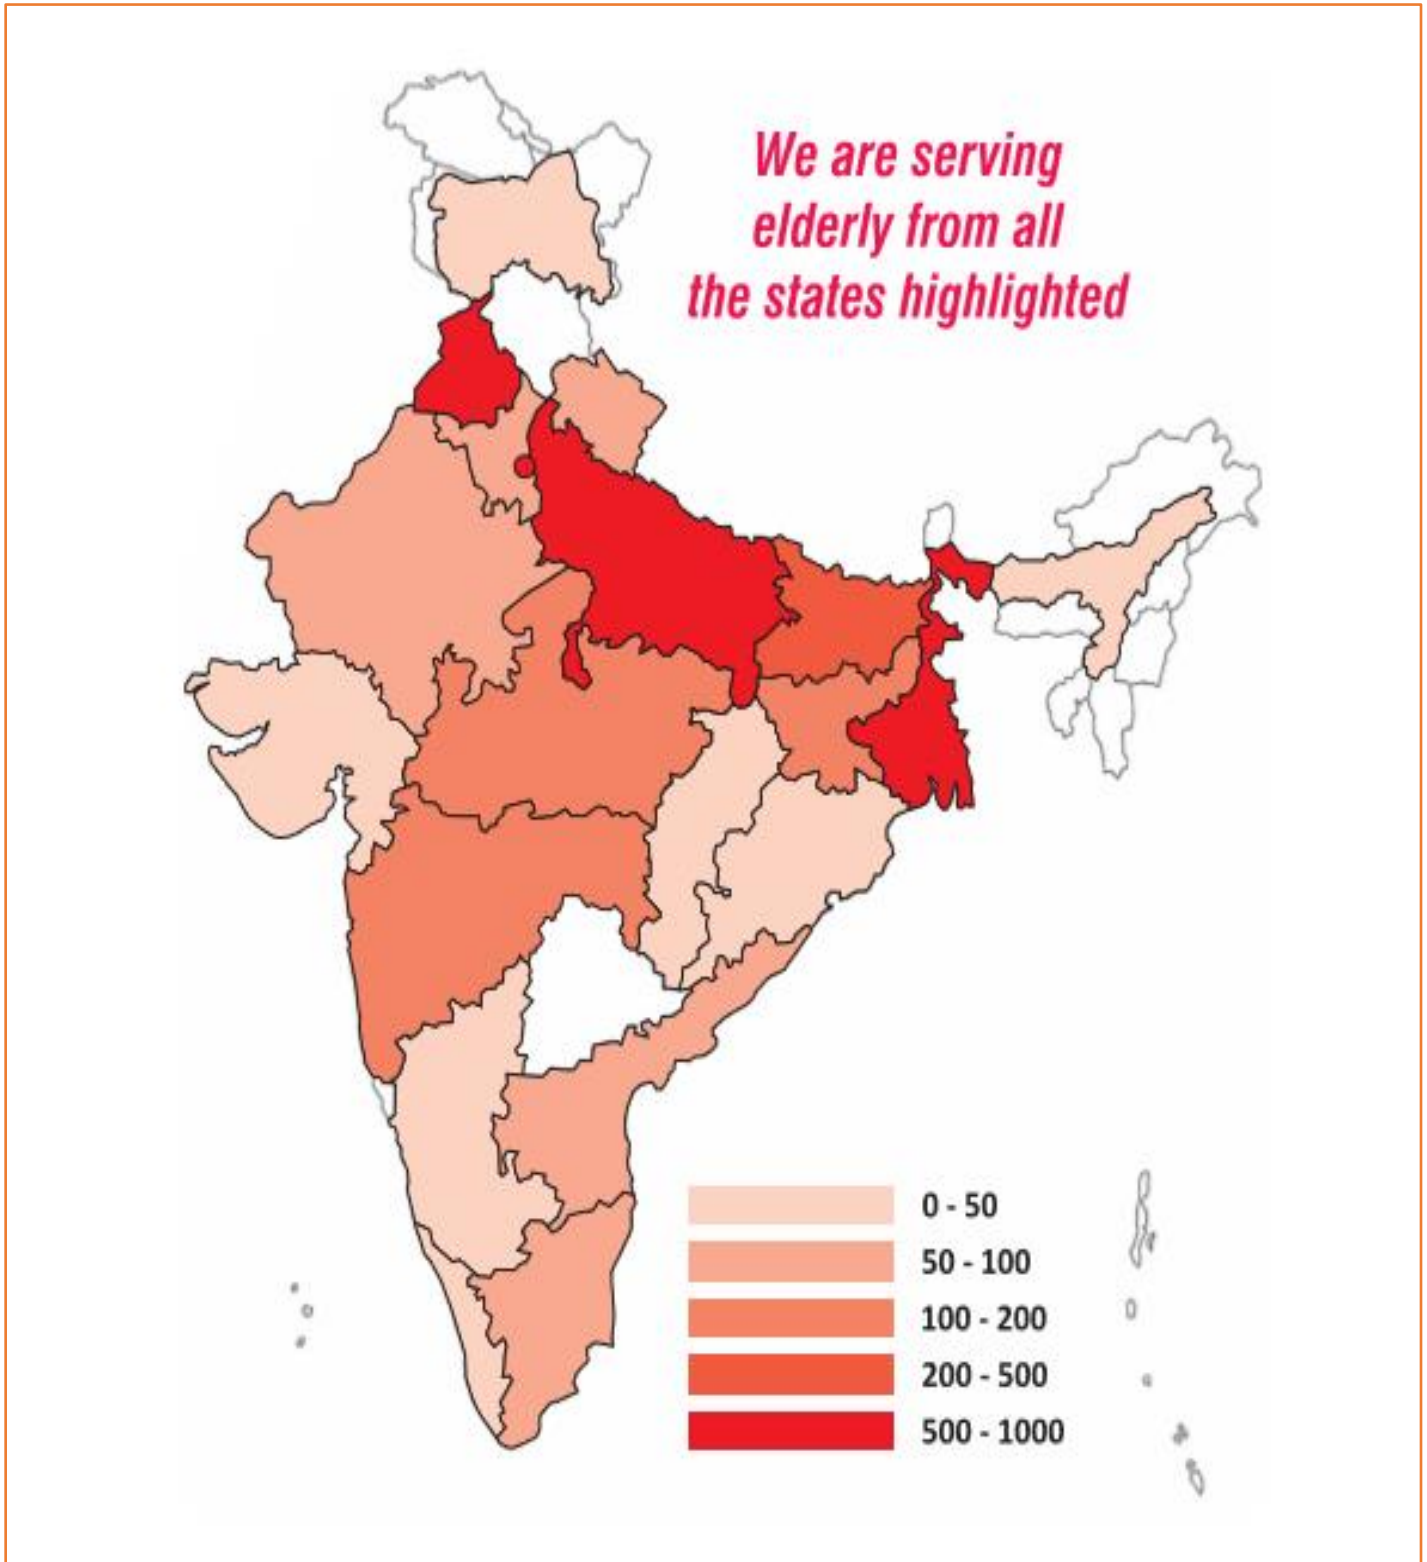 We are serving
elderly from all
the states highlighted
0 - 50
50 - 100
100 - 200
200 - 500
500 - 1000